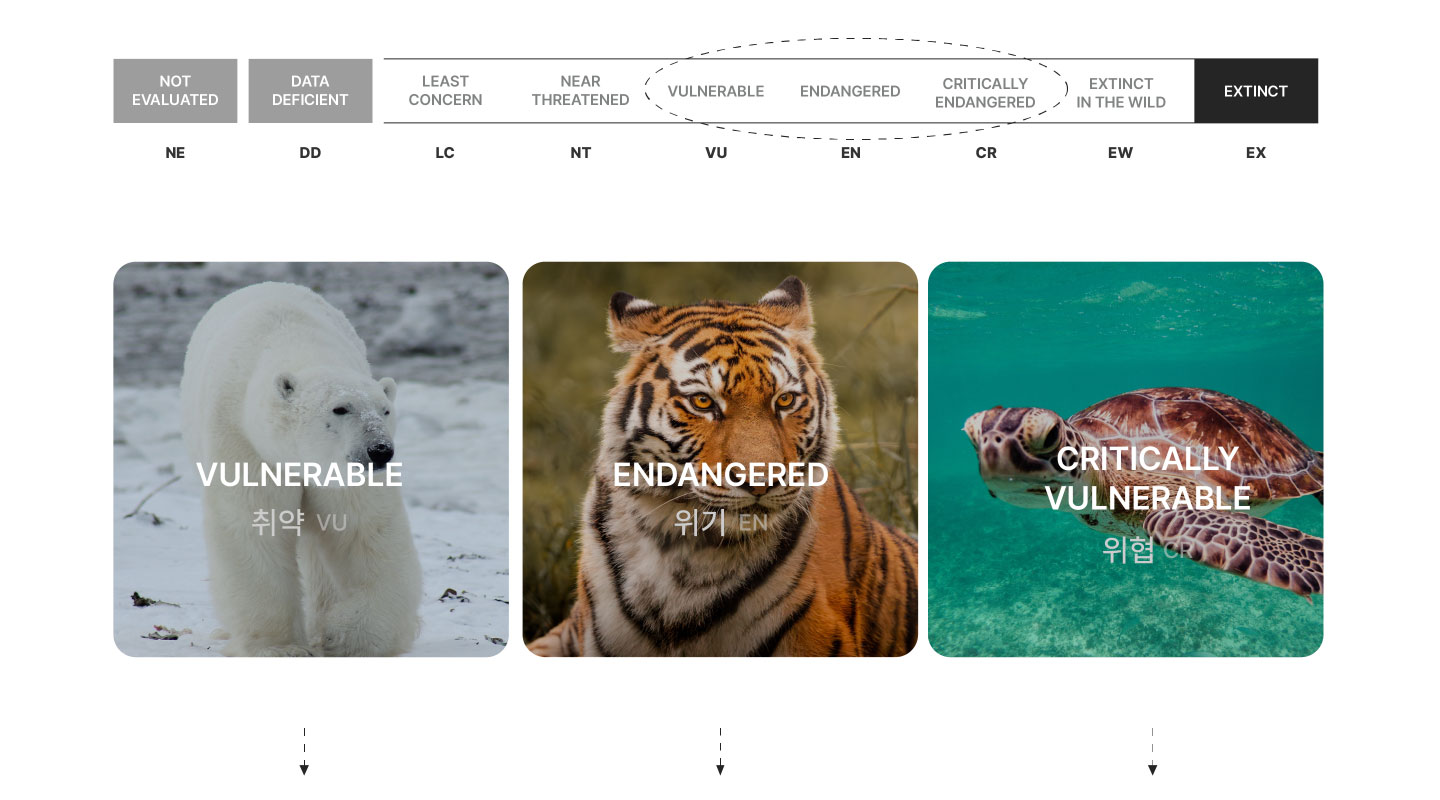 NOT
EVALUATED
DATA
DEFICIENT
LEAST
CONCERN
NEAR
THREATENED
VULNERABLE
ENDANGERED
CRITICALLY
ENDANGERED
EXTINCT
IN THE WILD
EXTINCT
NE
DD
LC
NT
VU
EN
CR
EW
EX
VULNERABLE
취약 VU
ENDANGERED
위기 EN
CRITICALLY
VULNERABLE
위협 CR